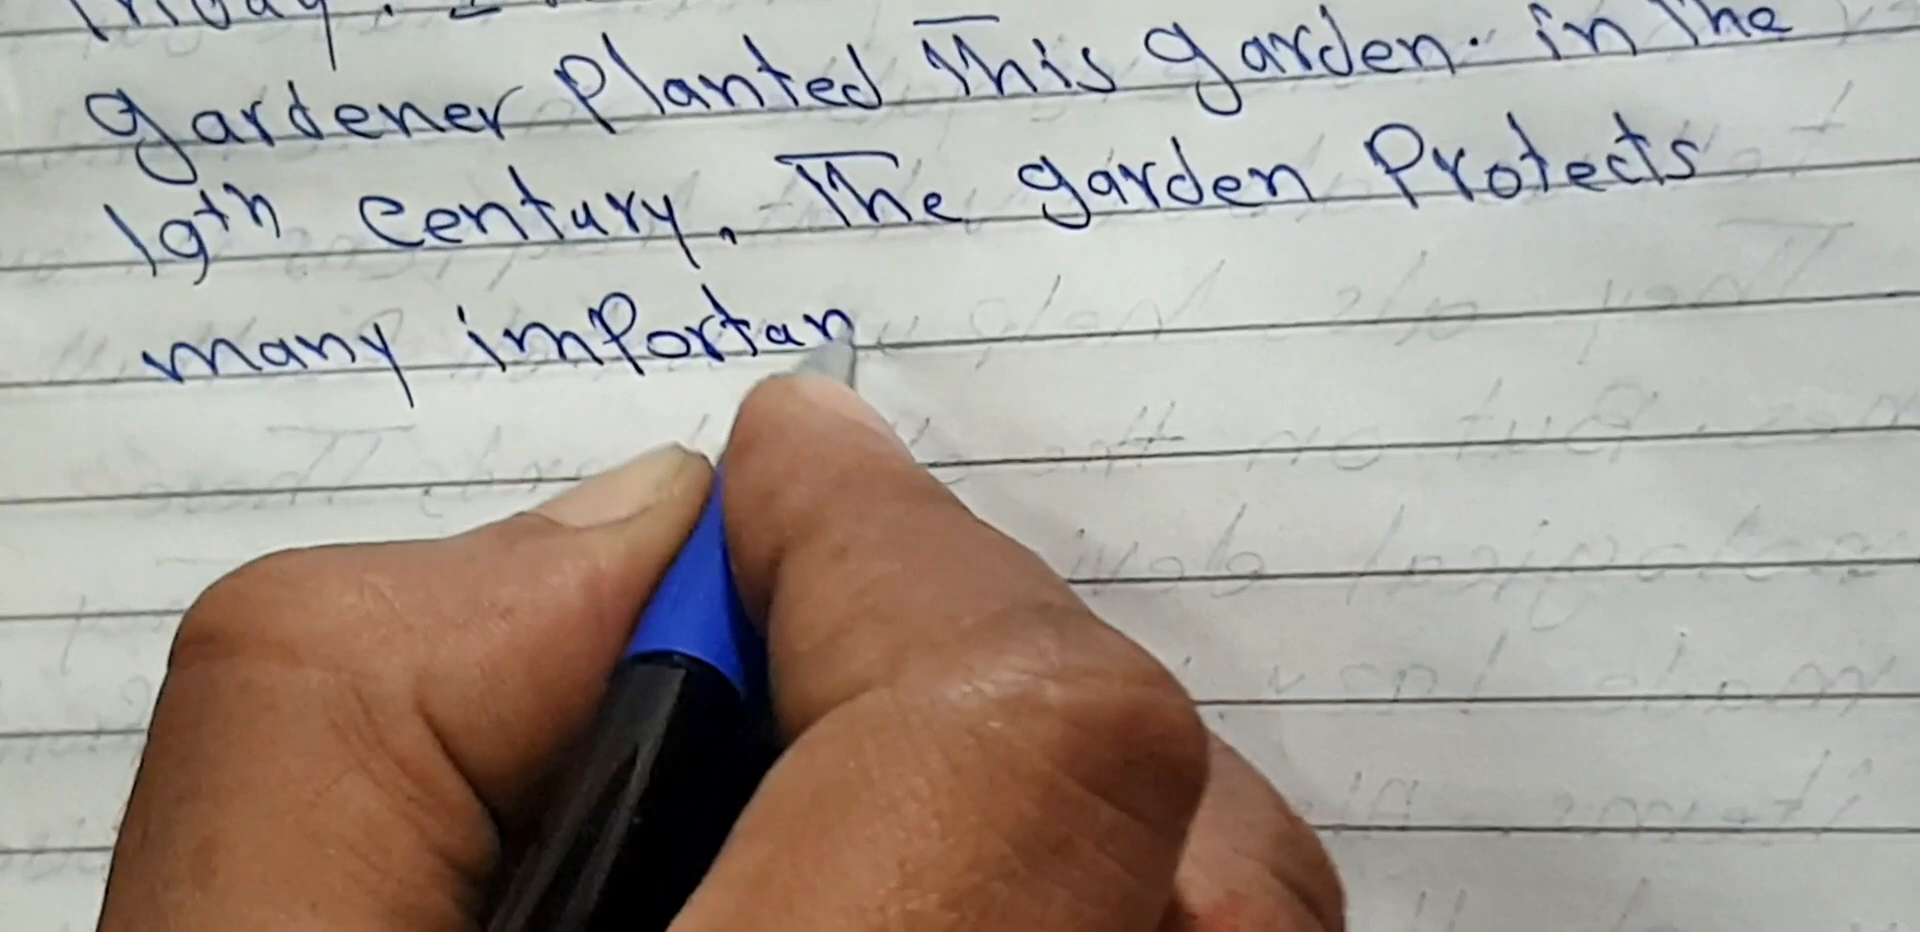 gardener Planted This garden. in The
19th century. The garden Protects
many importan